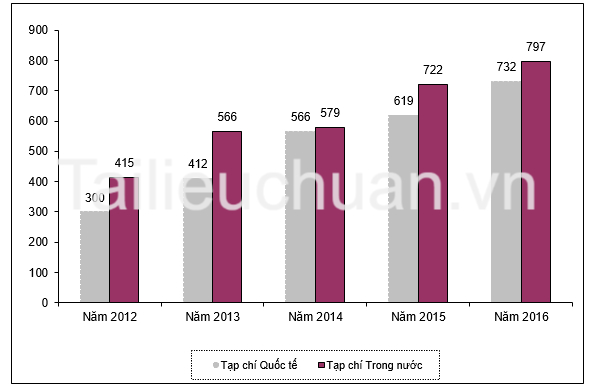 900
800
700
600
500
400
300
200
100
0
300
415
412
566
566
579
619
722
732
797
Tailieuchuan.vn
Năm 2012
Năm 2013
Năm 2014
Năm 2015
Năm 2016
Tạp chí Quốc tế
Tạp chí Trong nước